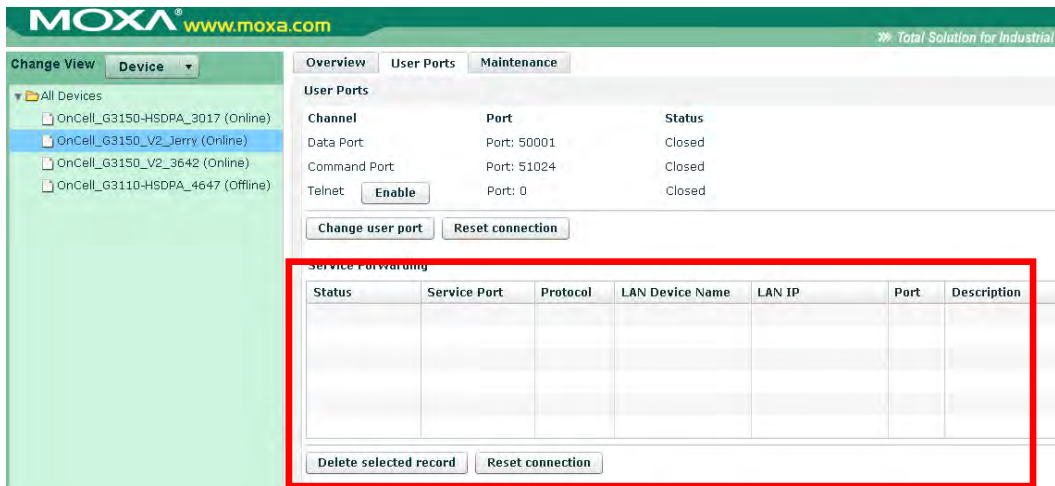 MOXA® www.moxa.com
Total Solution for Industrial
Change View Device
All Devices
OnCell_G3150-HSDPA_3017 (Online)
OnCell_G3150_V2_Jerry (Online)
OnCell_G3150_V2_3642 (Online)
OnCell_G3110-HSDPA_4647 (Offline)
Overview User Ports Maintenance
User Ports
Channel Port Status
Data Port Port: 50001 Closed
Command Port Port: 51024 Closed
Telnet Enable Port: 0 Closed
Change user port Reset connection
Service Forwarding
Status Service Port Protocol LAN Device Name LAN IP Port Description
Delete selected record Reset connection